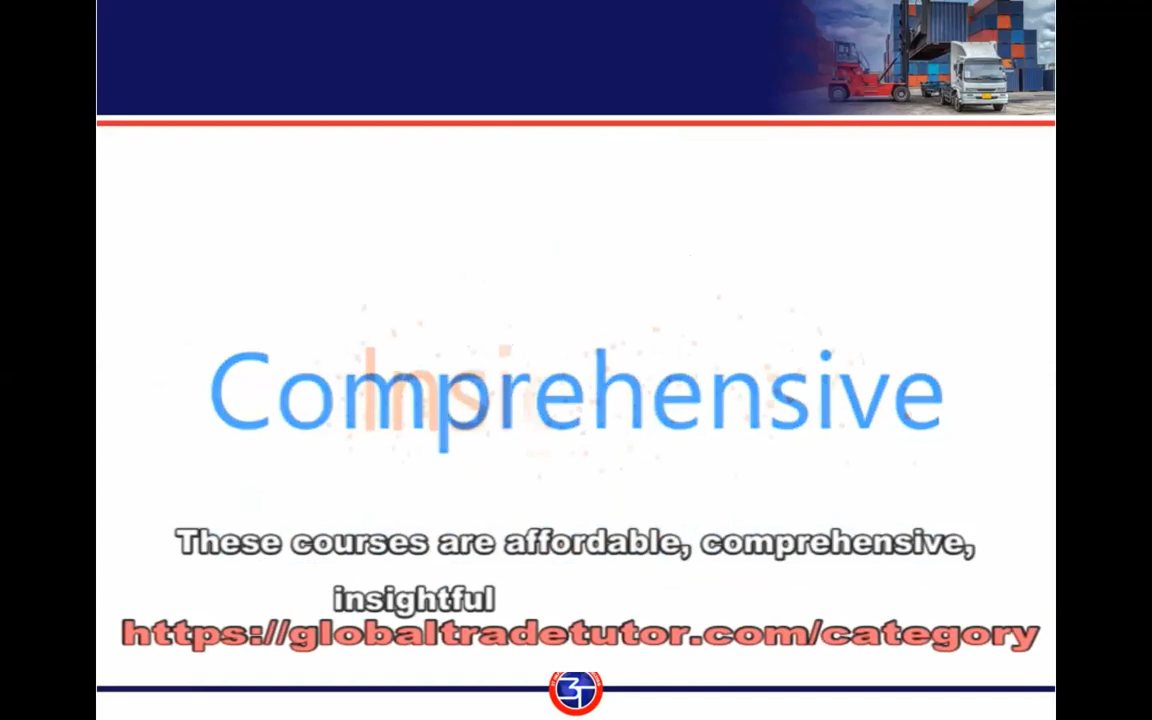 Comprehensive
These courses are affordable, comprehensive,
insightful
https://globaltradetutor.com/category